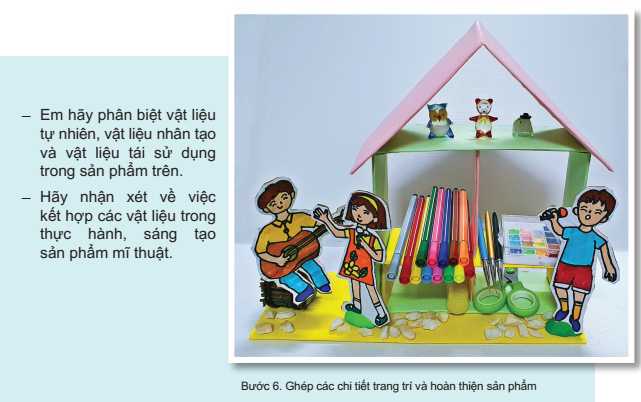 – Em hãy phân biệt vật liệu
tự nhiên, vật liệu nhân tạo
và vật liệu tái sử dụng
trong sản phẩm trên.
– Hãy nhận xét về việc
kết hợp các vật liệu trong
thực hành, sáng tạo
sản phẩm mĩ thuật.
Bước 6. Ghép các chi tiết trang trí và hoàn thiện sản phẩm